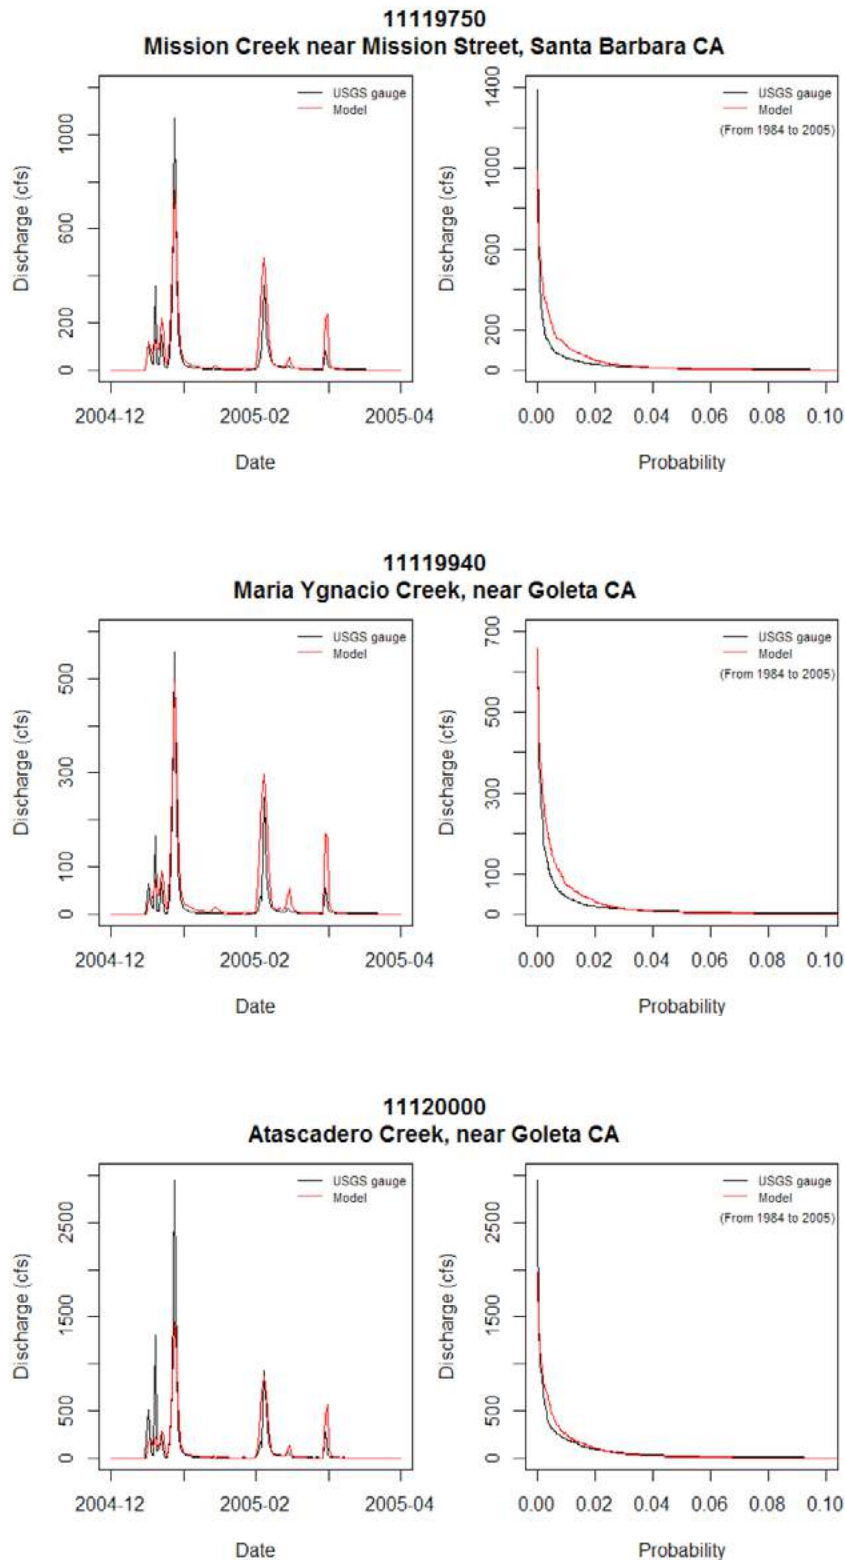 11119750
Mission Creek near Mission Street, Santa Barbara CA
Discharge (cfs)
1000
600
200
0
USGS gauge
Model
2004-12
2005-02
2005-04
Date
Discharge (cfs)
1400
1000
600
200
0
USGS gauge
Model
(From 1984 to 2005)
0.00
0.02
0.04
0.06
0.08
0.10
Probability
11119940
Maria Ygnacio Creek, near Goleta CA
Discharge (cfs)
500
300
100
0
USGS gauge
Model
2004-12
2005-02
2005-04
Date
Discharge (cfs)
700
500
300
100
0
USGS gauge
Model
(From 1984 to 2005)
0.00
0.02
0.04
0.06
0.08
0.10
Probability
11120000
Atascadero Creek, near Goleta CA
Discharge (cfs)
2500
1500
500
0
USGS gauge
Model
2004-12
2005-02
2005-04
Date
Discharge (cfs)
2500
1500
500
0
USGS gauge
Model
(From 1984 to 2005)
0.00
0.02
0.04
0.06
0.08
0.10
Probability